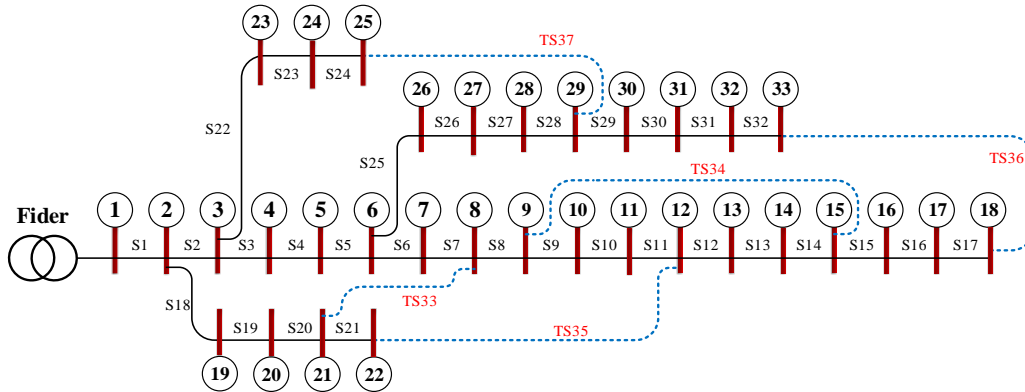 23 24 25
TS37
S23 S24
26 27 28 29 30 31 32 33
S22
S26 S27 S28 S29 S30 S31 S32
S25
TS36
TS34
Fider
1 2 3 4 5 6 7 8 9 10 11 12 13 14 15 16 17 18
S1 S2 S3 S4 S5 S6 S7 S8 S9 S10 S11 S12 S13 S14 S15 S16 S17
TS33
S18
S19 S20 S21
TS35
19 20 21 22